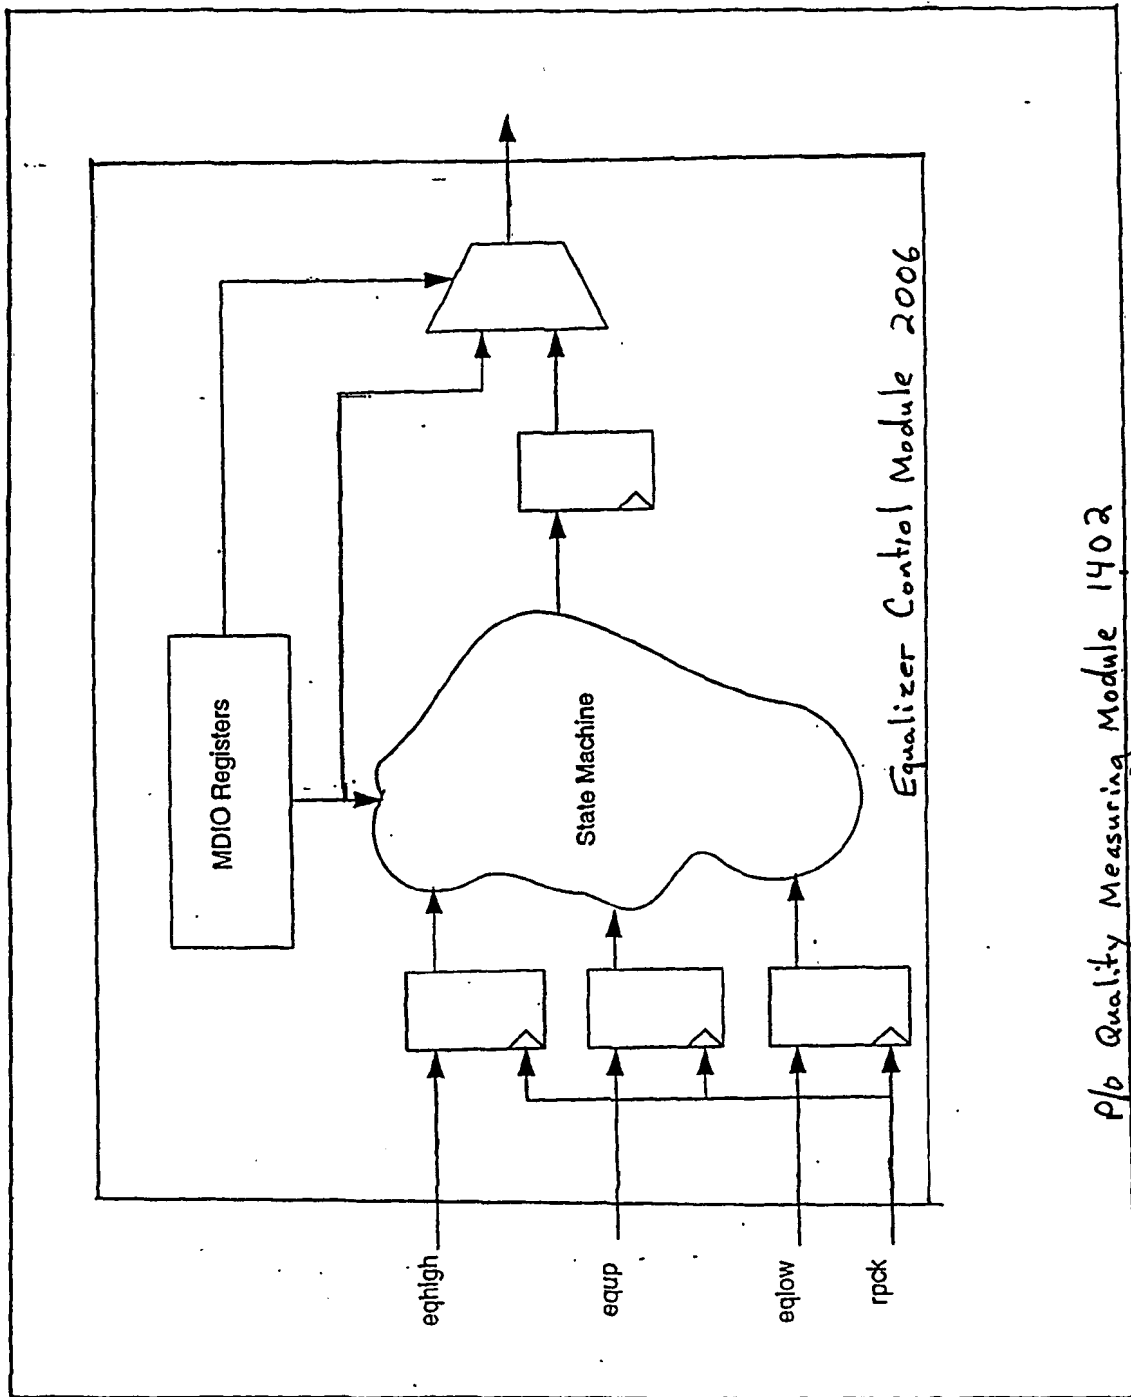 MDIO Registers
State Machine
eqhigh
equp
eqlow
rpck
Equalizer Control Module 2006
P/o Quality Measuring Module 1402